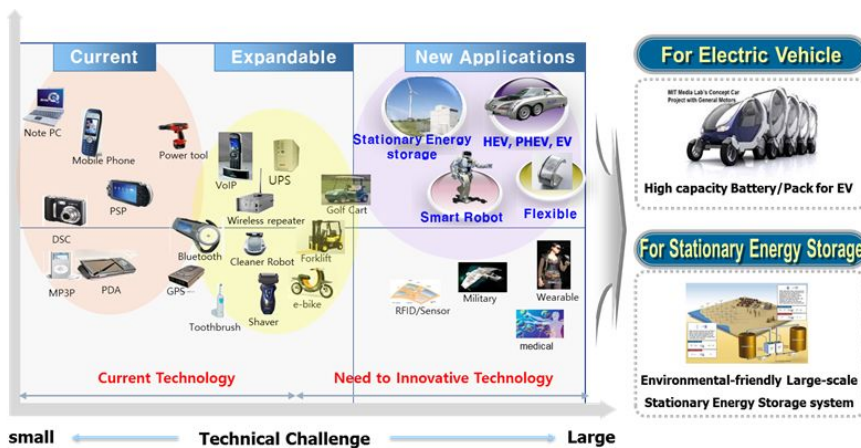 Current
Expandable
New Applications
Note PC
Mobile Phone
Power tool
VoIP
UPS
Stationary Energy
storage
HEV, PHEV, EV
PSP
Wireless repeater
Golf Cart
Smart Robot
Flexible
DSC
Bluetooth
Cleaner Robot
Forklift
MP3P
PDA
GPS
Toothbrush
Shaver
e-bike
RFID/Sensor
Military
Wearable
medical
Current Technology
Need to Innovative Technology
small
Technical Challenge
Large
For Electric Vehicle
MIT Media Lab's Concept Car
Project with General Motors
High capacity Battery/Pack for EV
For Stationary Energy Storage
Environmental-friendly Large-scale
Stationary Energy Storage system